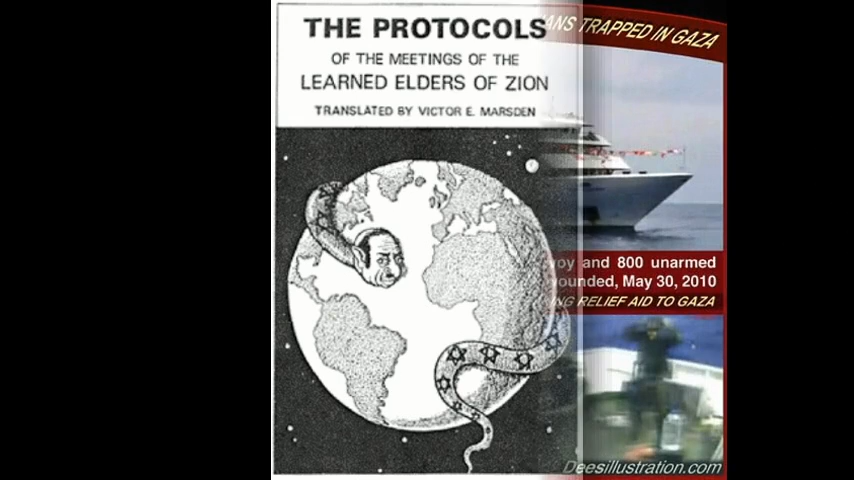 THE PROTOCOLS
OF THE MEETINGS OF THE
LEARNED ELDERS OF ZION
TRANSLATED BY VICTOR E. MARSDEN
TRAPPED IN GAZA
and 800 unarmed
May 30, 2010
RELIEF AID TO GAZA
Deesillustration.com